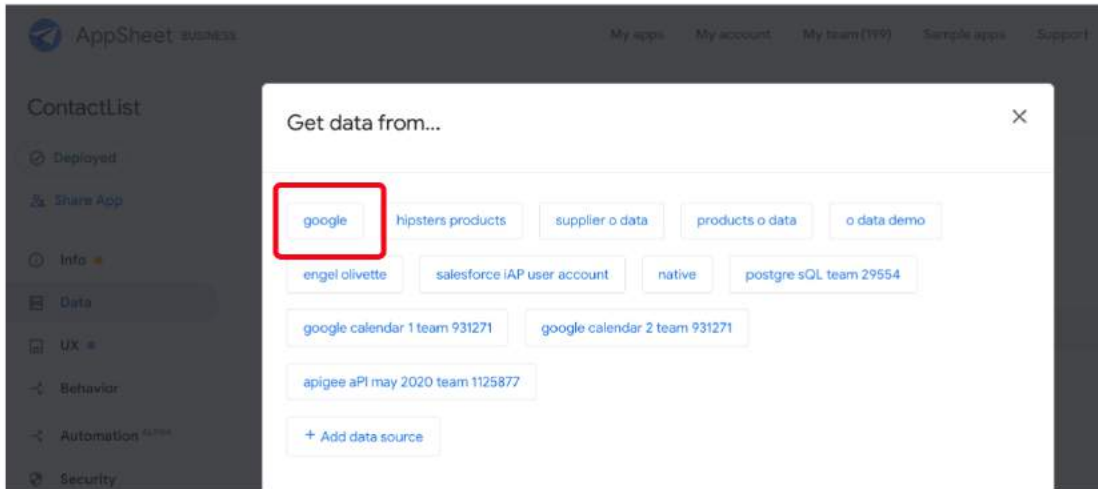 AppSheet BUSINESS
My apps My account My team (199) Sample apps Support
ContactList
Deployed
Share App
Info
Data
UX
Behavior
Automation
Security
Get data from...
google hipsters products supplier o data products o data o data demo
engel olivette salesforce iAP user account native postgre sQL team 29554
google calendar 1 team 931271 google calendar 2 team 931271
apigee aPI may 2020 team 1125877
+ Add data source